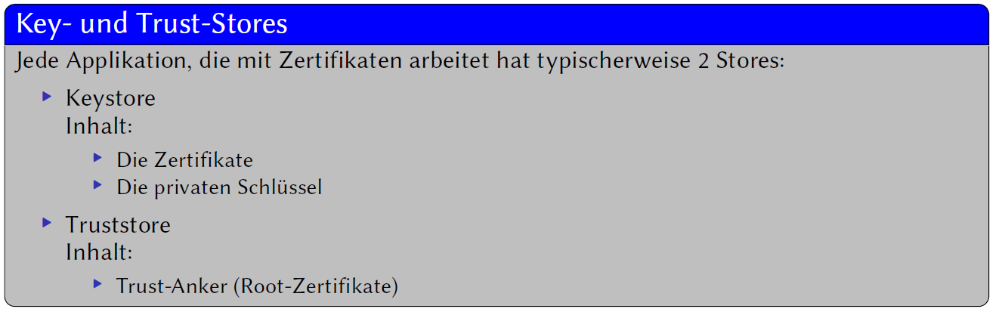 Key- und Trust-Stores
Jede Applikation, die mit Zertifikaten arbeitet hat typischerweise 2 Stores:
Keystore
Inhalt:
Die Zertifikate
Die privaten Schlüssel
Truststore
Inhalt:
Trust-Anker (Root-Zertifikate)